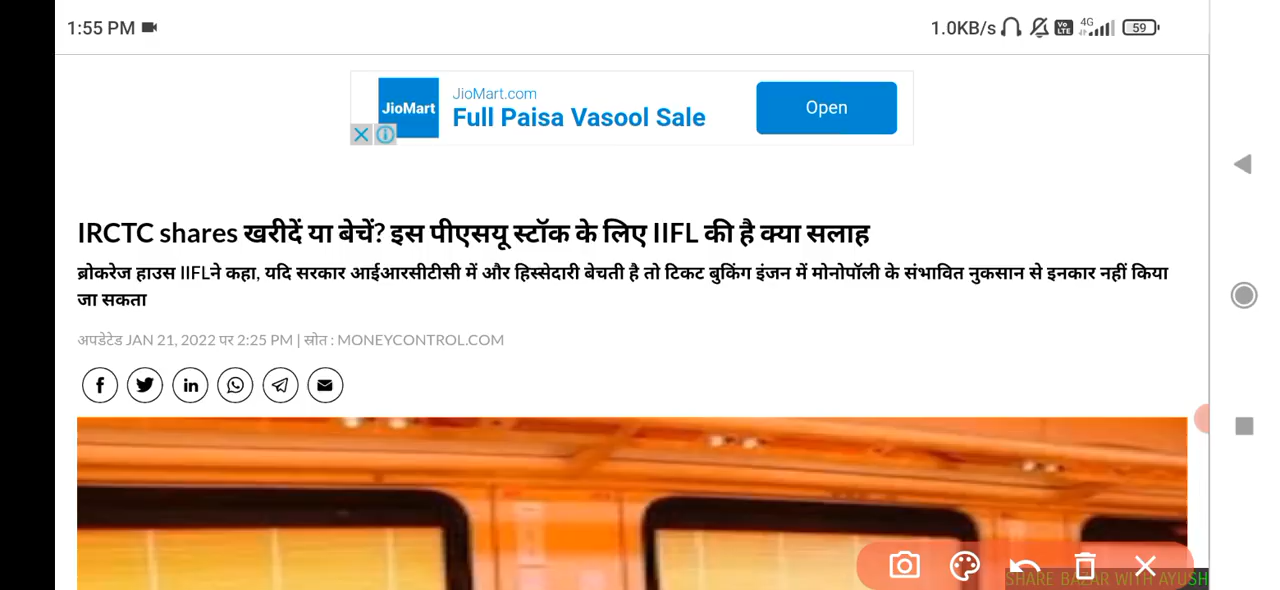 1:55 PM
1.0KB/s
Vo LTE
4G
59
JioMart
JioMart.com
Full Paisa Vasool Sale
Open
IRCTC shares खरीदें या बेचें? इस पीएसयू स्टॉक के लिए IIFL की है क्या सलाह
ब्रोकरेज हाउस IIFLने कहा, यदि सरकार आईआरसीटीसी में और हिस्सेदारी बेचती है तो टिकट बुकिंग इंजन में मोनोपॉली के संभावित नुकसान से इनकार नहीं किया
जा सकता
अपडेटेड JAN 21, 2022 पर 2:25 PM | स्रोत : MONEYCONTROL.COM
SHARE BAZAR WITH AYUSH